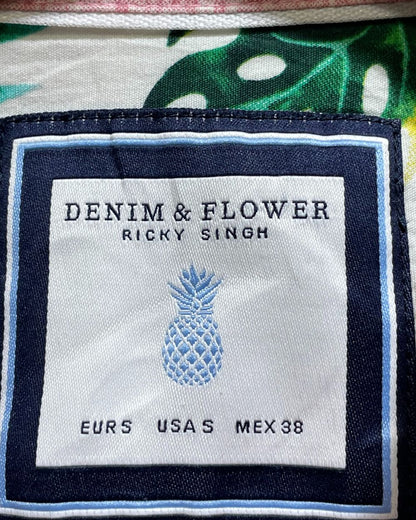 DENIM & FLOWER
RICKY SINGH
EUR S USA S MEX 38